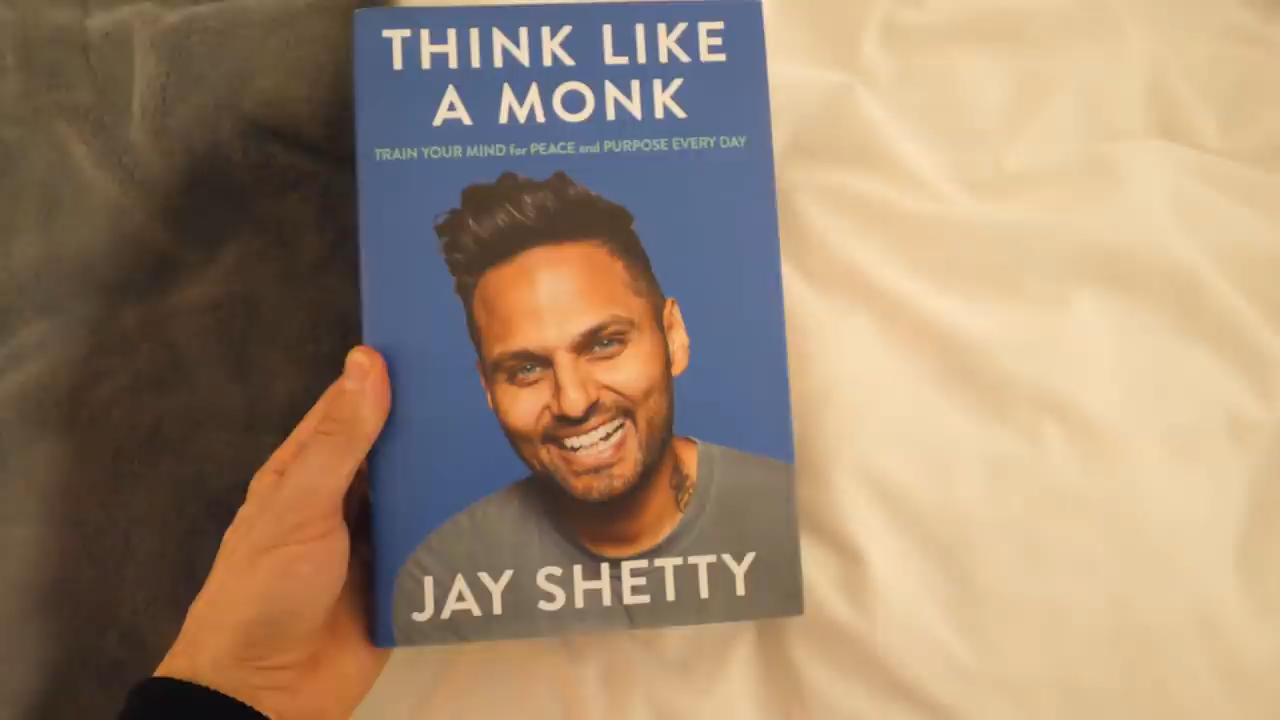 THINK LIKE
A MONK
TRAIN YOUR MIND for PEACE and PURPOSE EVERY DAY
JAY SHETTY